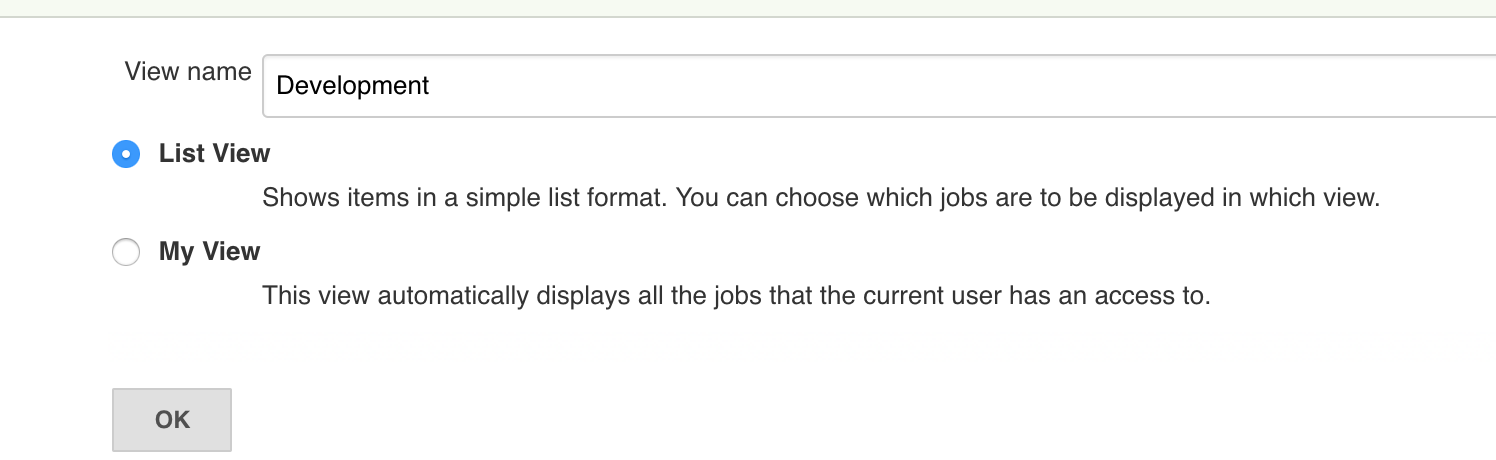 View name
Development
List View
Shows items in a simple list format. You can choose which jobs are to be displayed in which view.
My View
This view automatically displays all the jobs that the current user has an access to.
OK